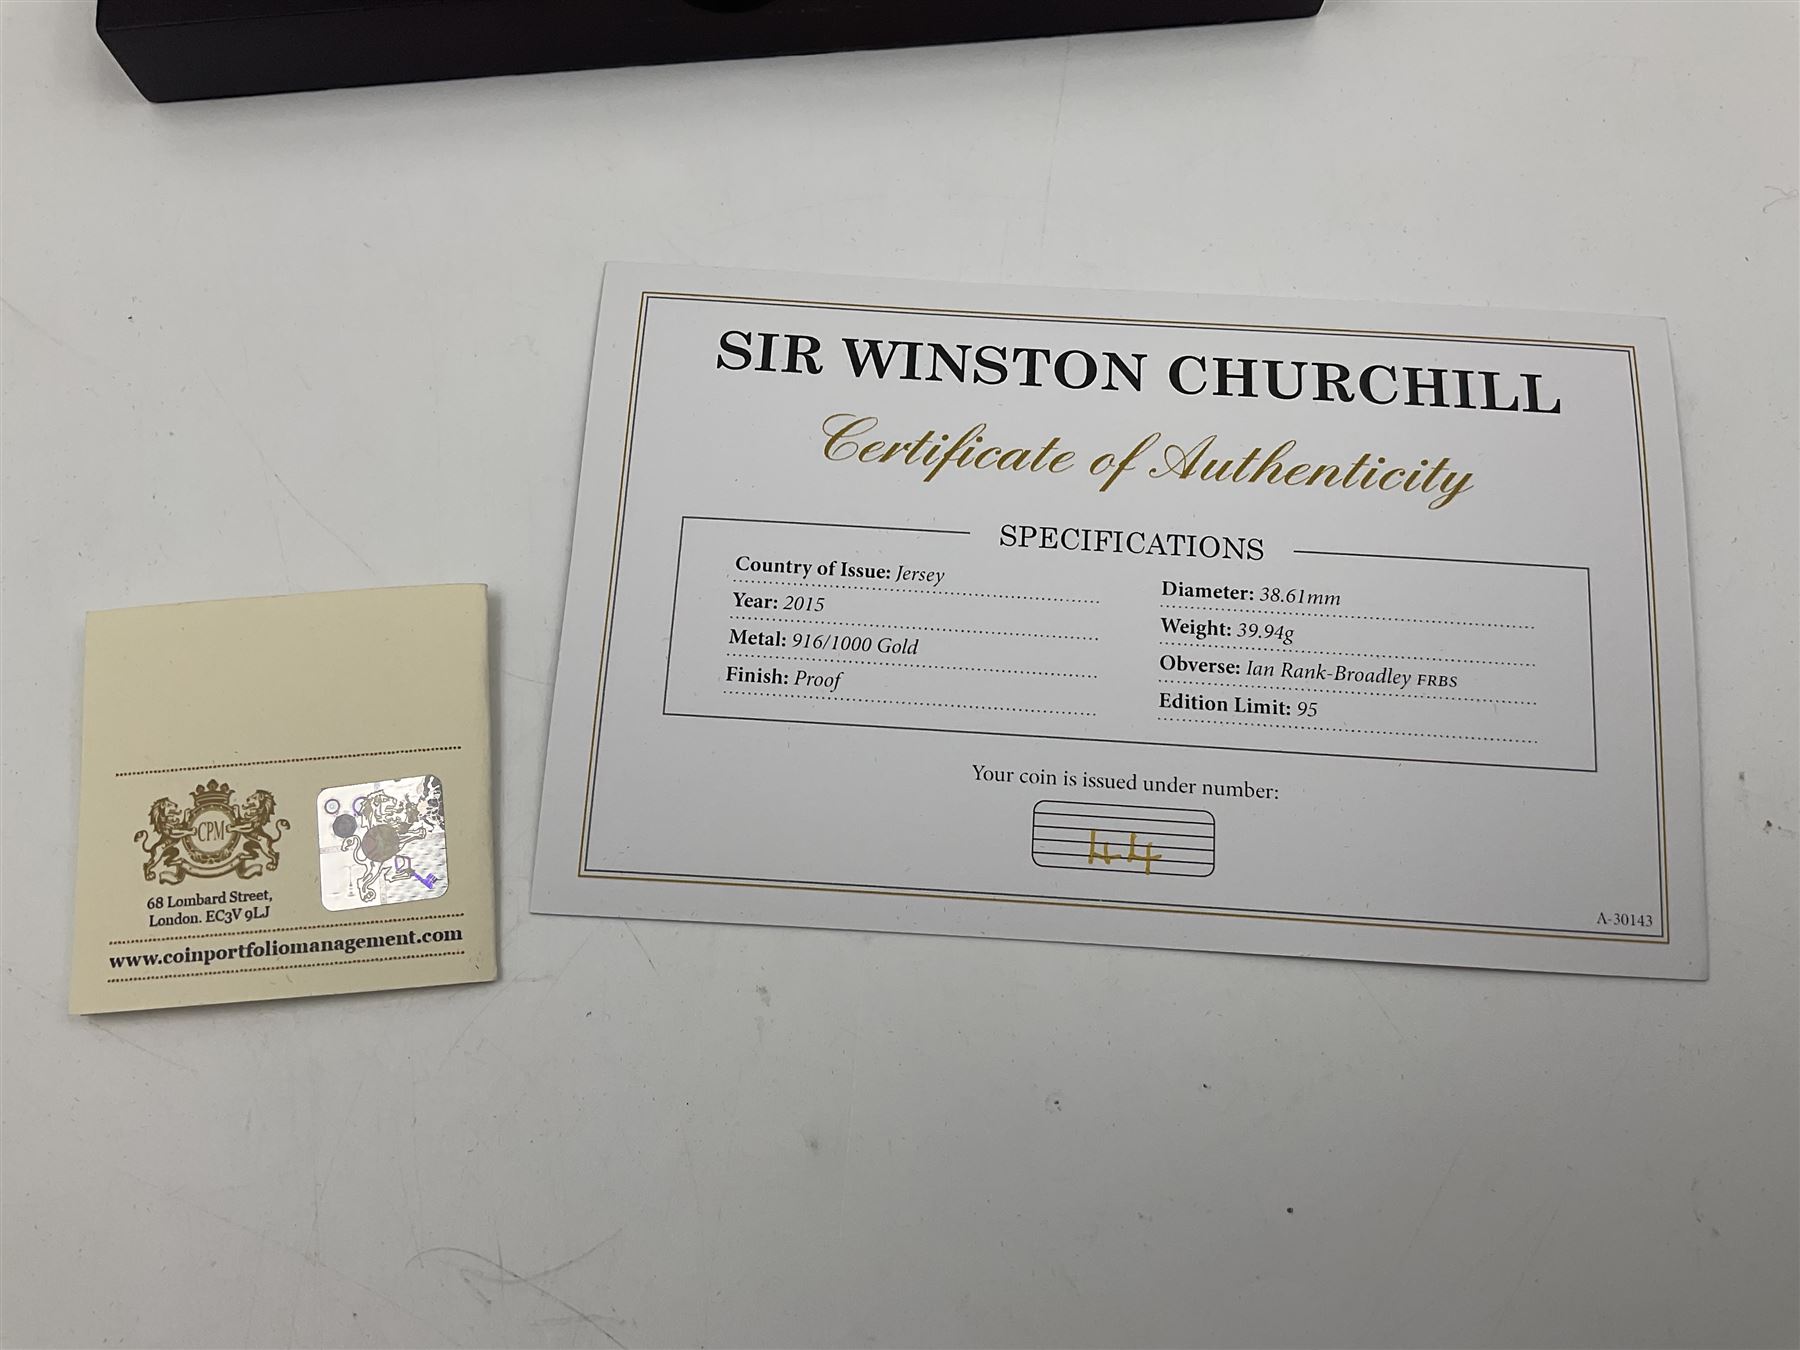 SIR WINSTON CHURCHILL
Certificate of Authenticity
SPECIFICATIONS
Country of Issue: Jersey
Year: 2015
Metal: 916/1000 Gold
Finish: Proof
Diameter: 38.61mm
Weight: 39.94g
Obverse: Ian Rank-Broadley FRBS
Edition Limit: 95
Your coin is issued under number:
44
A-30143
CPM
68 Lombard Street,
London. EC3V 9LJ
www.coinportfoliomanagement.com